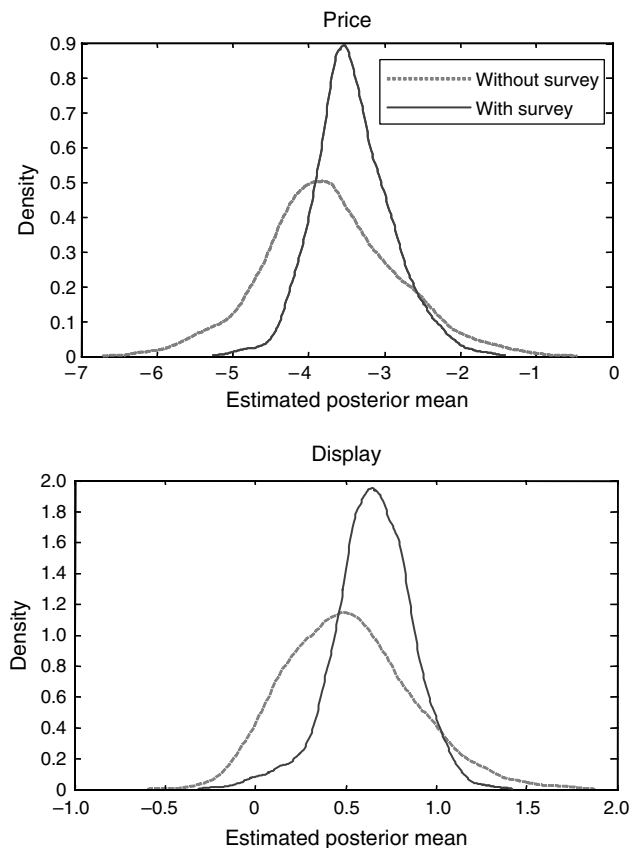 Price
0.9
0.8
0.7
0.6
0.5
0.4
0.3
0.2
0.1
0
Density
Without survey
With survey
−7 −6 −5 −4 −3 −2 −1 0
Estimated posterior mean
Display
2.0
1.8
1.6
1.4
1.2
1.0
0.8
0.6
0.4
0.2
0
Density
−1.0 −0.5 0 0.5 1.0 1.5 2.0
Estimated posterior mean